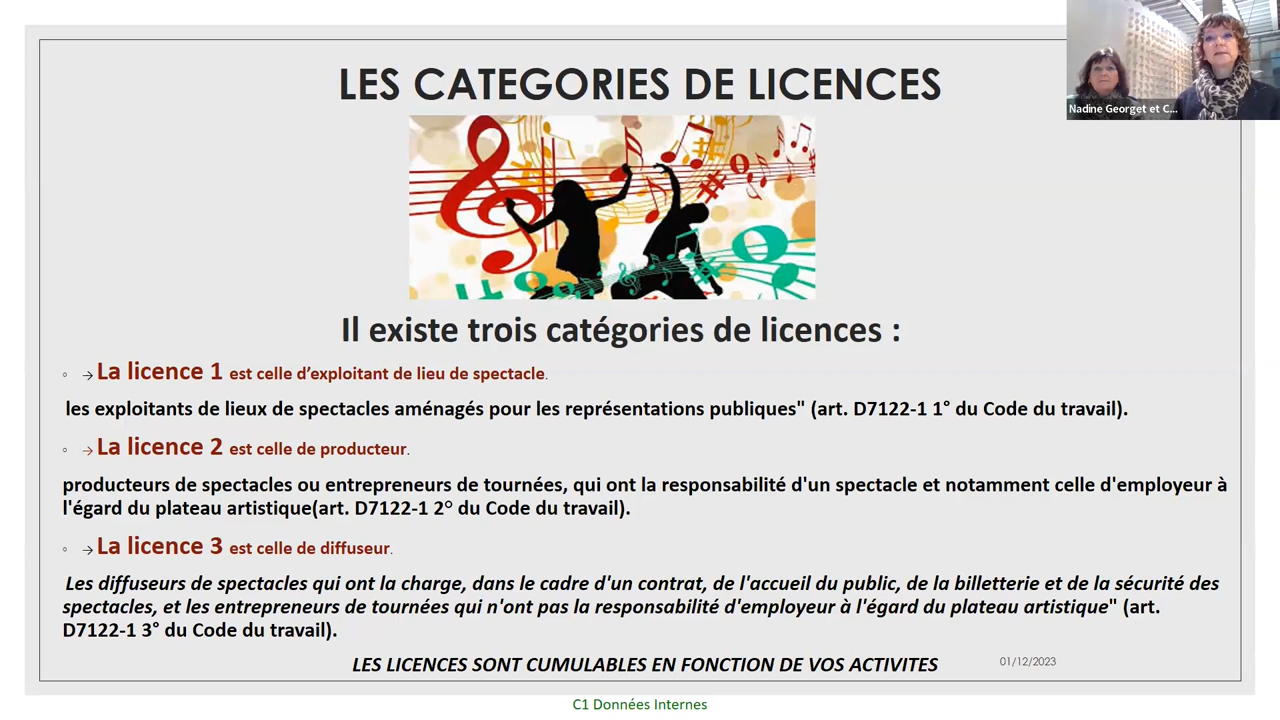 LES CATEGORIES DE LICENCES
Nadine Georget et C...
Il existe trois catégories de licences :
→ La licence 1 est celle d’exploitant de lieu de spectacle.
les exploitants de lieux de spectacles aménagés pour les représentations publiques" (art. D7122-1 1° du Code du travail).
→ La licence 2 est celle de producteur.
producteurs de spectacles ou entrepreneurs de tournées, qui ont la responsabilité d'un spectacle et notamment celle d'employeur à
l'égard du plateau artistique(art. D7122-1 2° du Code du travail).
→ La licence 3 est celle de diffuseur.
Les diffuseurs de spectacles qui ont la charge, dans le cadre d'un contrat, de l'accueil du public, de la billetterie et de la sécurité des
spectacles, et les entrepreneurs de tournées qui n'ont pas la responsabilité d'employeur à l'égard du plateau artistique" (art.
D7122-1 3° du Code du travail).
LES LICENCES SONT CUMULABLES EN FONCTION DE VOS ACTIVITES
01/12/2023
C1 Données Internes